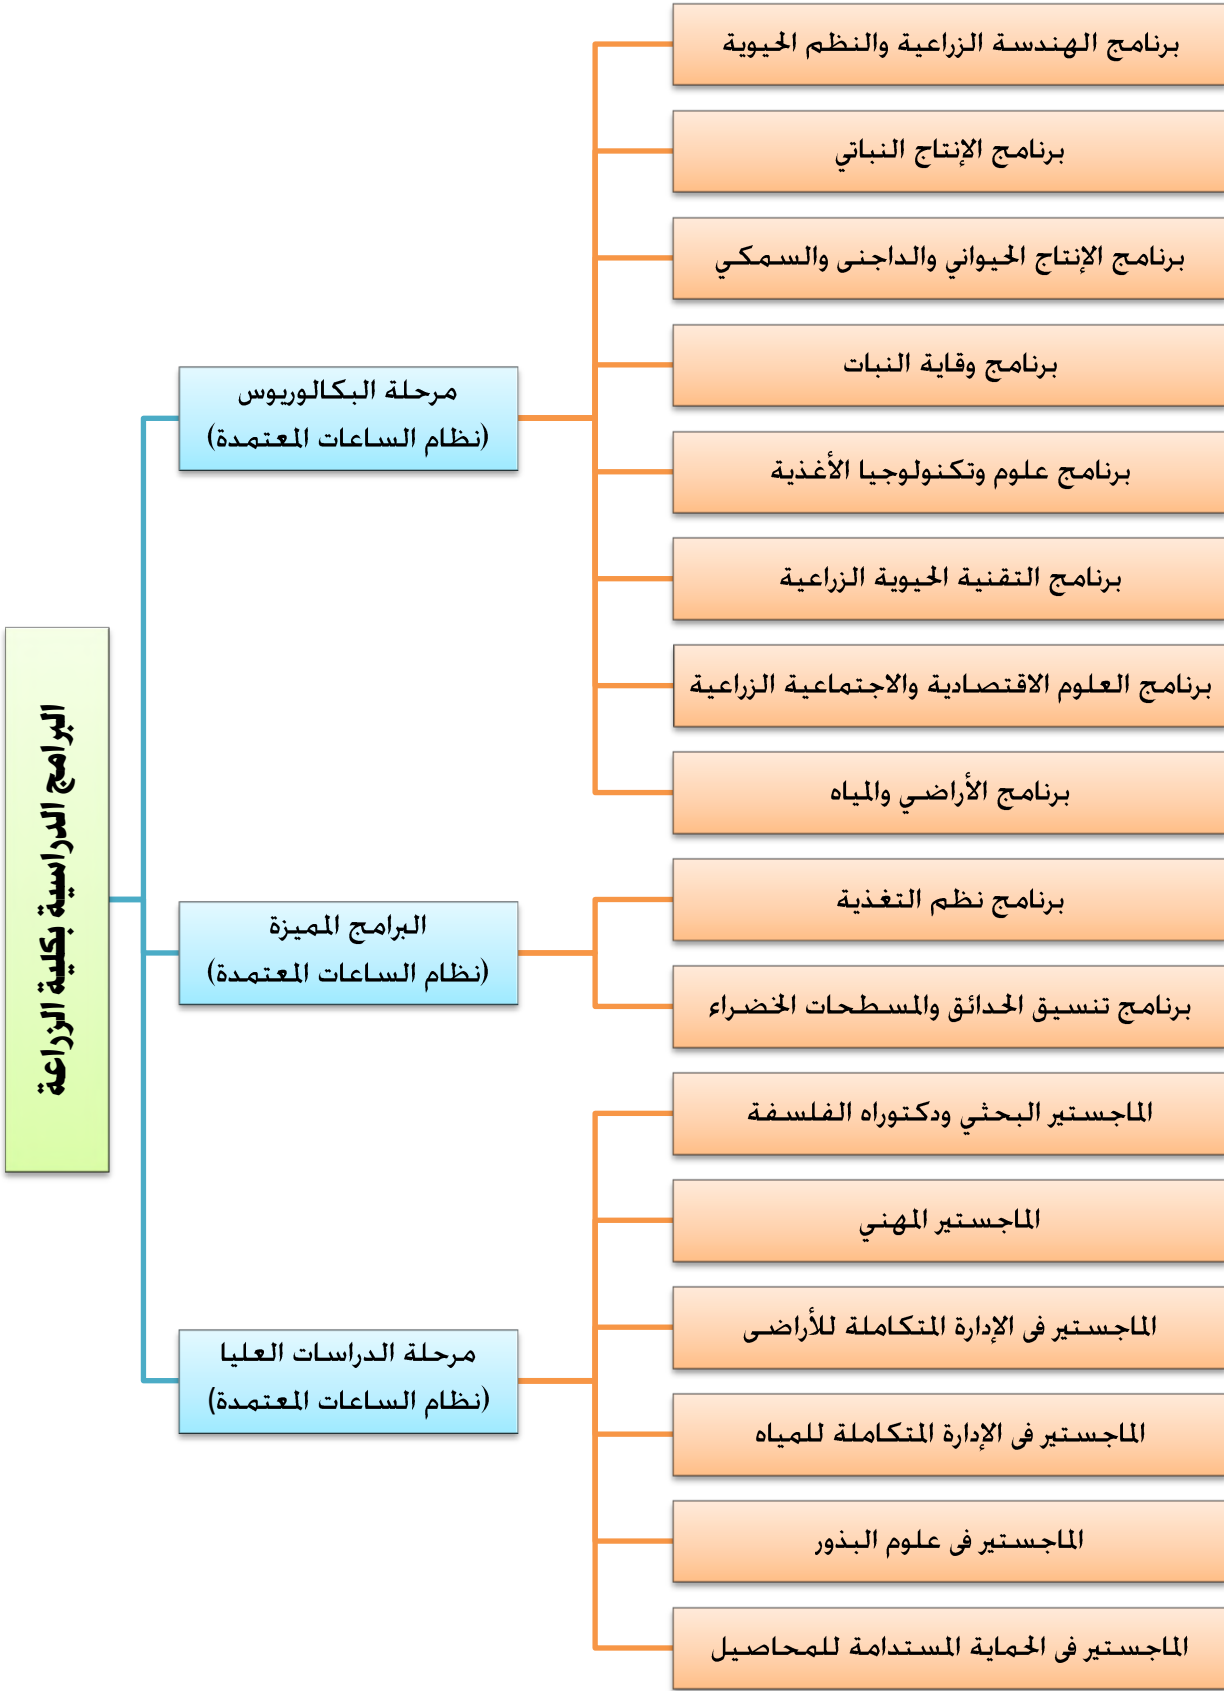 البرامج الدراسية بكلية الزراعة
مرحلة البكالوريوس
(نظام الساعات المعتمدة)
برنامج الهندسة الزراعية والنظم الحيوية
برنامج الإنتاج النباتي
برنامج الإنتاج الحيواني والداجنى والسمكي
برنامج وقاية النبات
برنامج علوم وتكنولوجيا الأغذية
برنامج التقنية الحيوية الزراعية
برنامج العلوم الاقتصادية والاجتماعية الزراعية
برنامج الأراضي والمياه
البرامج المميزة
(نظام الساعات المعتمدة)
برنامج نظم التغذية
برنامج تنسيق الحدائق والمسطحات الخضراء
مرحلة الدراسات العليا
(نظام الساعات المعتمدة)
الماجستير البحثي ودكتوراه الفلسفة
الماجستير المهني
الماجستير فى الإدارة المتكاملة للأراضى
الماجستير فى الإدارة المتكاملة للمياه
الماجستير فى علوم البذور
الماجستير فى الحماية المستدامة للمحاصيل